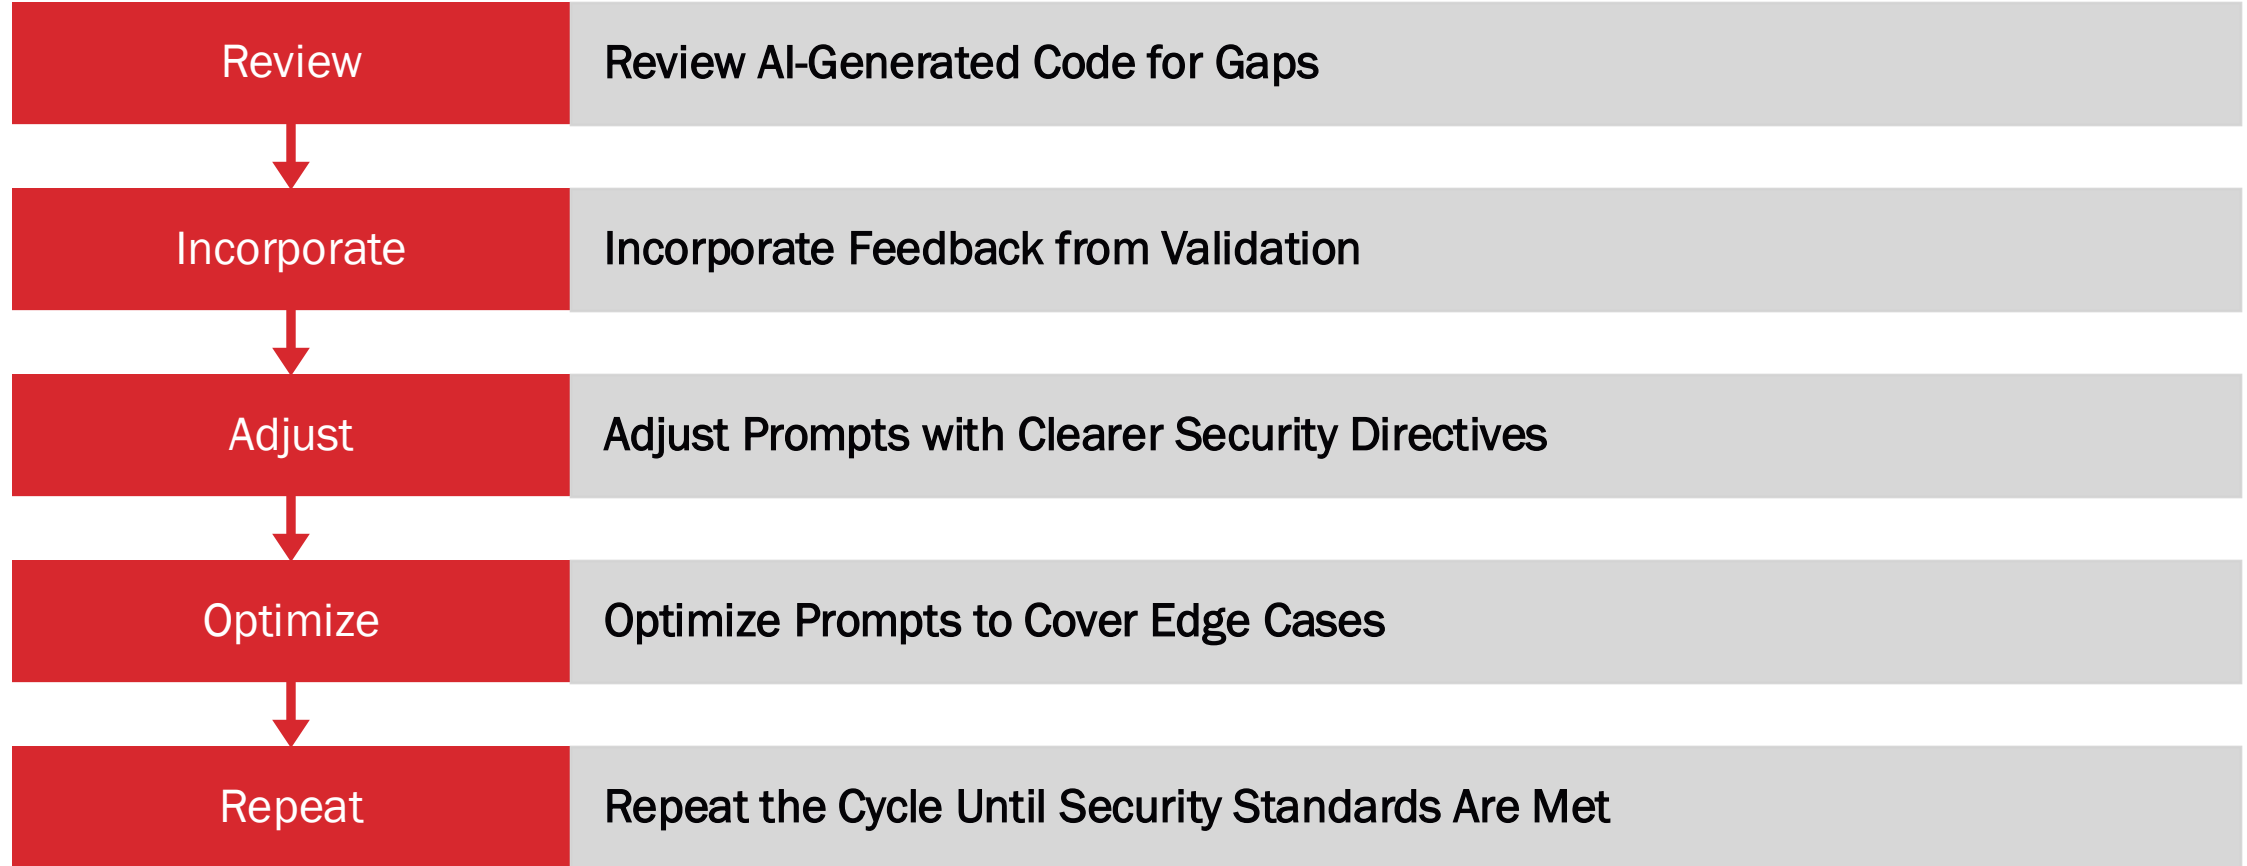 Review
Review AI-Generated Code for Gaps
Incorporate
Incorporate Feedback from Validation
Adjust
Adjust Prompts with Clearer Security Directives
Optimize
Optimize Prompts to Cover Edge Cases
Repeat
Repeat the Cycle Until Security Standards Are Met